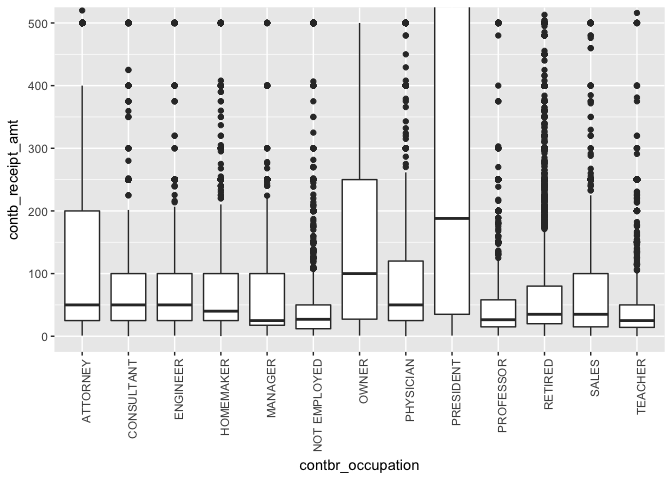 500
400
300
200
100
0
contb_receipt_amt
ATTORNEY
CONSULTANT
ENGINEER
HOMEMAKER
MANAGER
NOT EMPLOYED
OWNER
PHYSICIAN
PRESIDENT
PROFESSOR
RETIRED
SALES
TEACHER
contbr_occupation